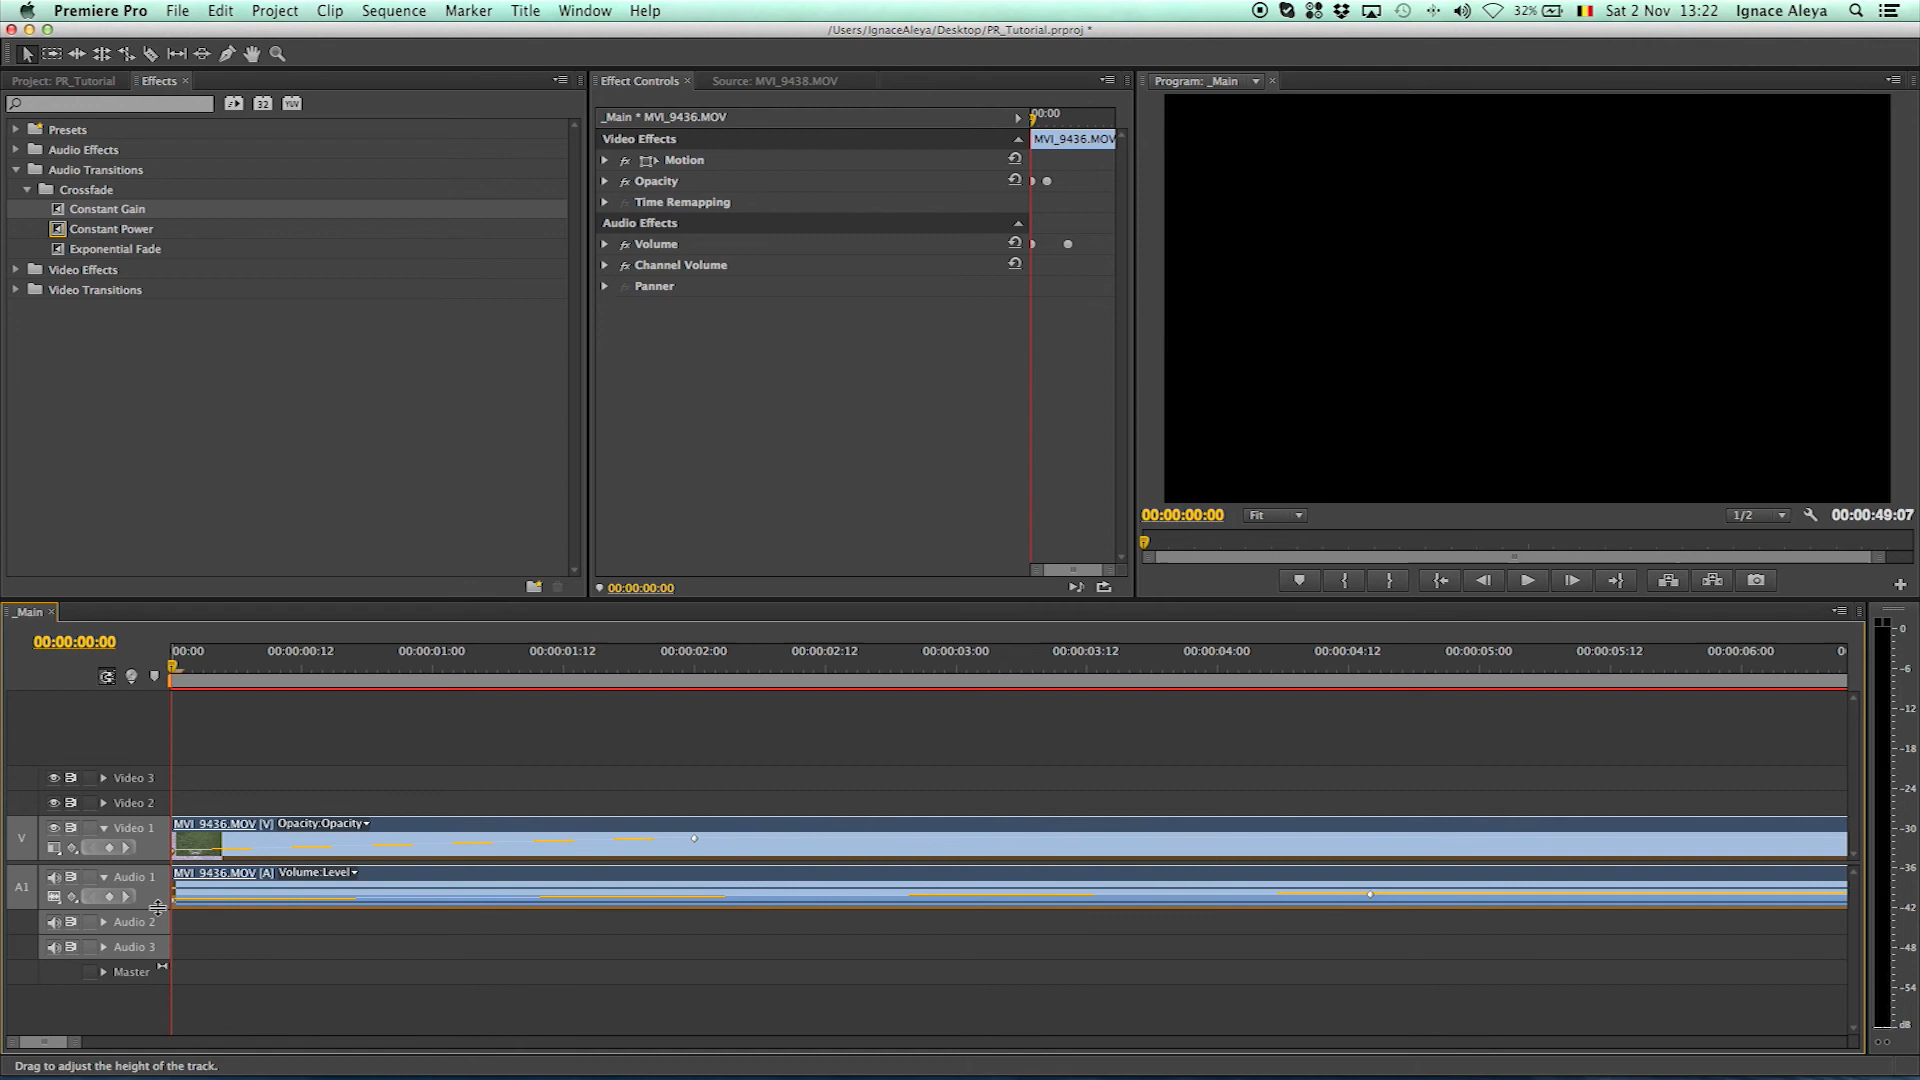 Premiere Pro File Edit Project Clip Sequence Marker Title Window Help 32% Sat 2 Nov 13:22 Ignace Aleya
/Users/IgnaceAleya/Desktop/PR_Tutorial.prproj *
Project: PR_Tutorial Effects Effect Controls Source: MVI_9438.MOV Program: _Main
32 YUV
_Main * MVI_9436.MOV 00:00
Presets
Video Effects MVI_9436.MOV
Audio Effects
Motion
Audio Transitions
Opacity
Crossfade
Time Remapping
Constant Gain
Audio Effects
Constant Power
Volume
Exponential Fade
Channel Volume
Video Effects
Panner
Video Transitions
00:00:00:00 Fit 1/2 00:00:49:07
00:00:00:00
_Main
00:00:00:00
00:00 00:00:00:12 00:00:01:00 00:00:01:12 00:00:02:00 00:00:02:12 00:00:03:00 00:00:03:12 00:00:04:00 00:00:04:12 00:00:05:00 00:00:05:12 00:00:06:00
Video 3
Video 2
Video 1 MVI_9436.MOV [V] Opacity:Opacity
V
A1 Audio 1 MVI_9436.MOV [A] Volume:Level
Audio 2
Audio 3
Master
0
-6
-12
-18
-24
-30
-36
-42
-48
-54
dB
Drag to adjust the height of the track.